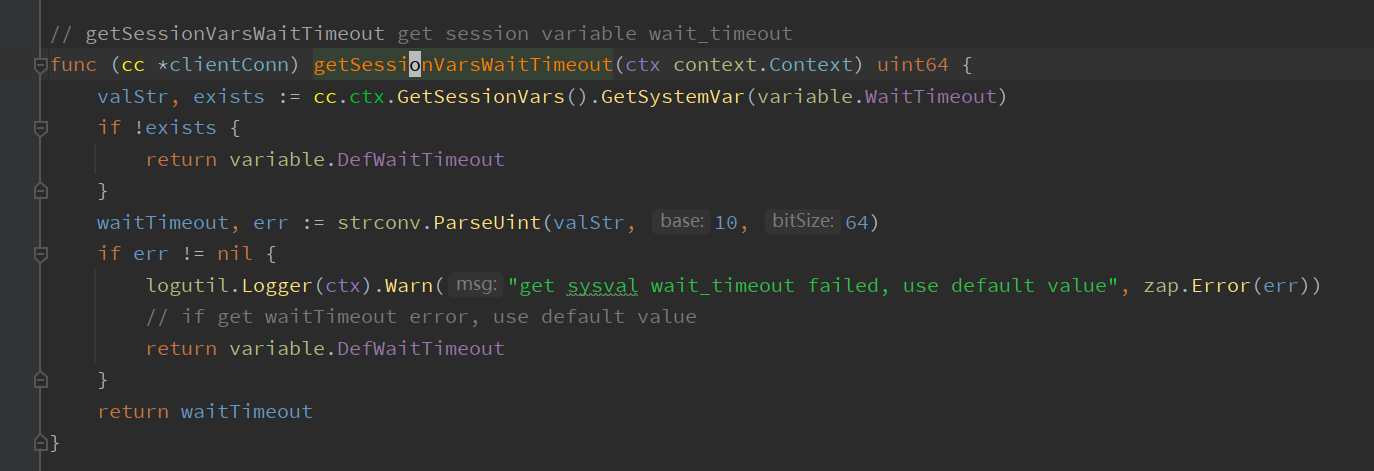 // getSessionVarsWaitTimeout get session variable wait_timeout
func (cc *clientConn) getSessionVarsWaitTimeout(ctx context.Context) uint64 {
    valStr, exists := cc.ctx.GetSessionVars().GetSystemVar(variable.WaitTimeout)
    if !exists {
        return variable.DefWaitTimeout
    }
    waitTimeout, err := strconv.ParseUint(valStr, base: 10, bitSize: 64)
    if err != nil {
        logutil.Logger(ctx).Warn( msg: "get sysval wait_timeout failed, use default value", zap.Error(err))
        // if get waitTimeout error, use default value
        return variable.DefWaitTimeout
    }
    return waitTimeout
}